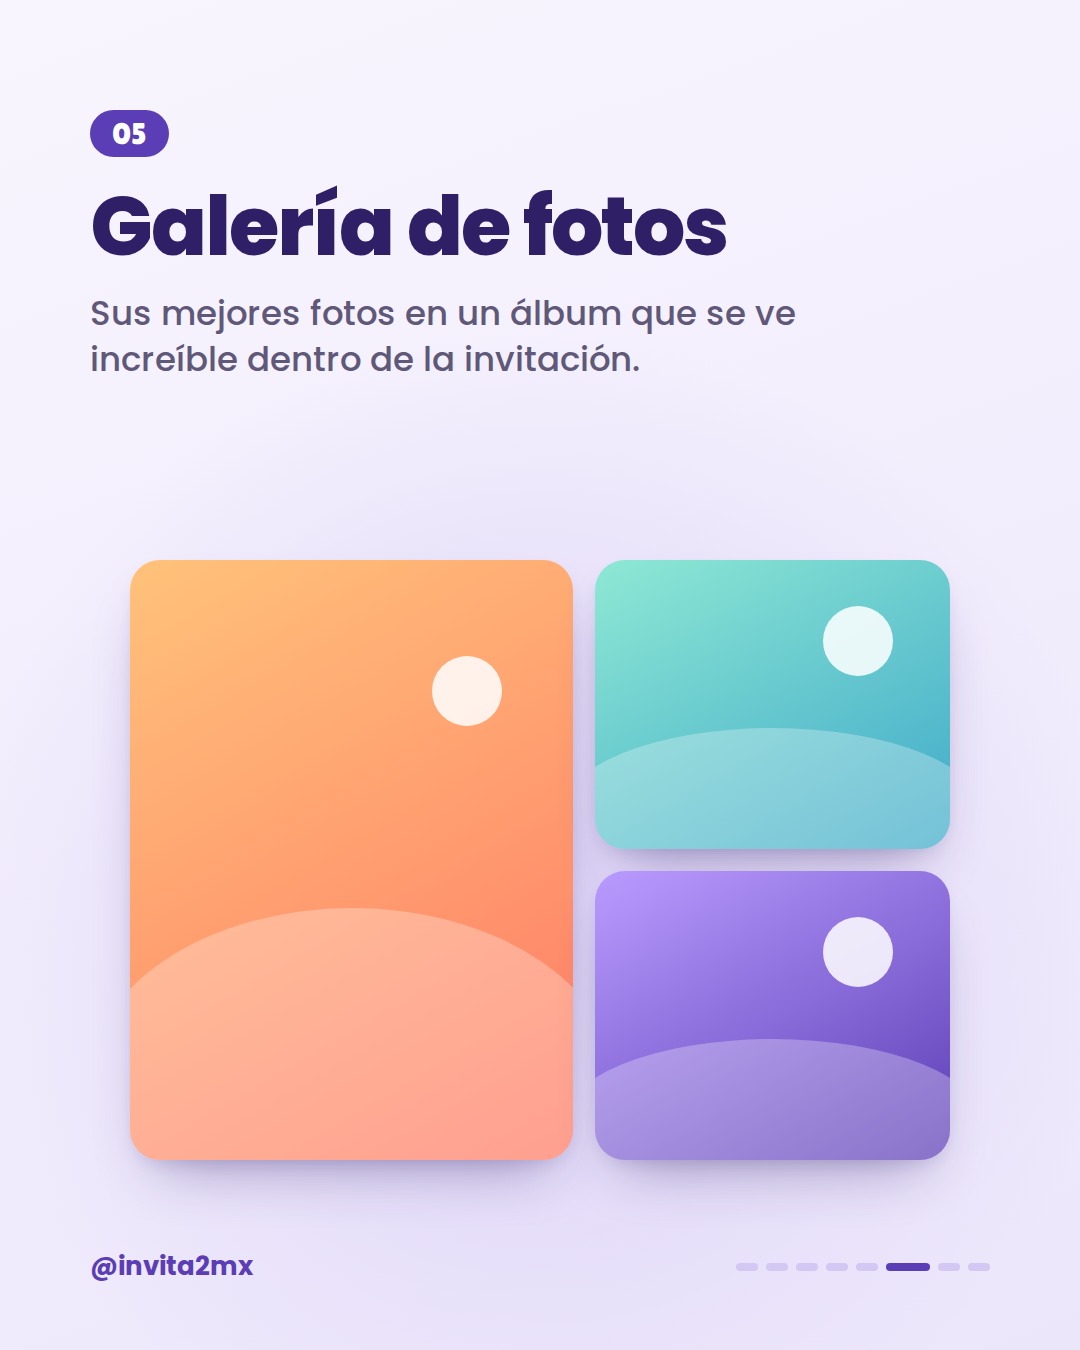 05
Galería de fotos
Sus mejores fotos en un álbum que se ve
increíble dentro de la invitación.
@invita2mx